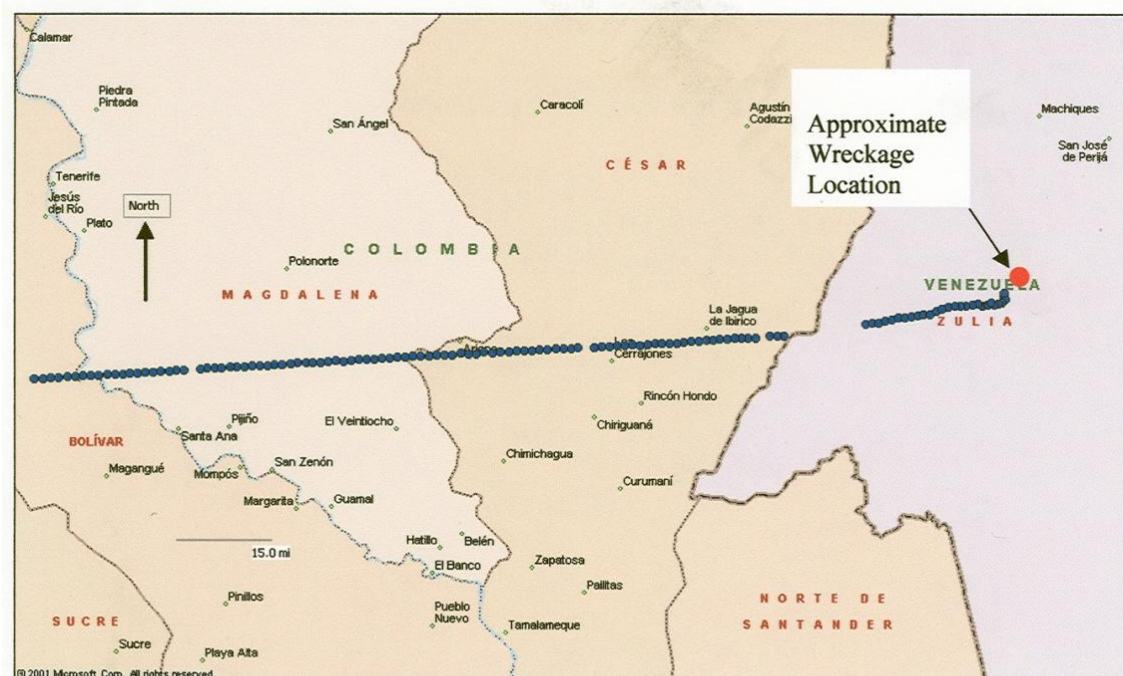 Calamar
Piedra
Pintada
San Ángel
Caracolí
Agustín
Codazzi
Approximate
Wreckage
Location
Machiques
San José
de Perijá
CÉSAR
Tenerife
Jesús
del Río
Plato
North
COLOMBIA
Polonorte
MAGDALENA
VENEZUELA
ZULIA
La Jagua
de Ibirico
Cerrajones
Rincón Hondo
Chiriguaná
El Veintiocho
Pijiño
Santa Ana
BOLÍVAR
Magangué
Mompós
San Zenón
Chimichagua
Curumaní
Margarita
Guamal
15.0 mi
Hatillo
Belén
El Banco
Zapatosa
Pailitas
Pinillos
Pueblo
Nuevo
Tamalameque
NORTE DE
SANTANDER
SUCRE
Sucre
Playa Alta
© 2001 Microsoft Corp. All rights reserved